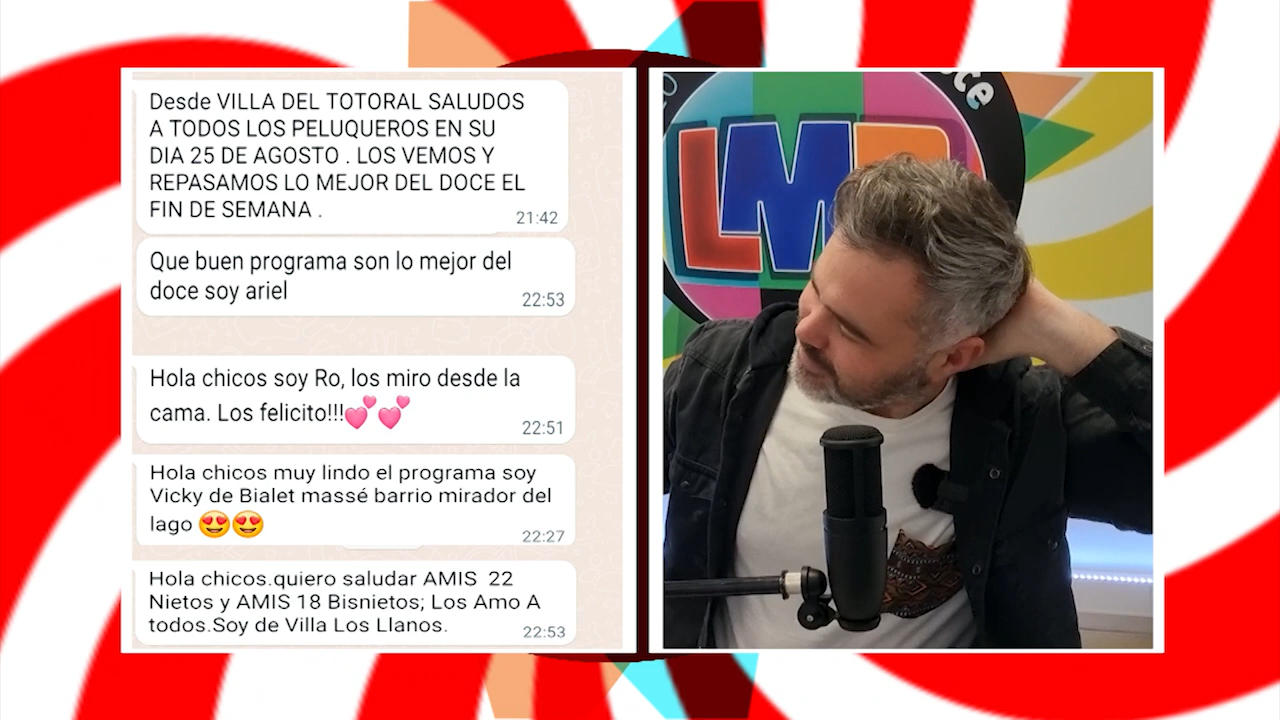 Desde VILLA DEL TOTORAL SALUDOS
A TODOS LOS PELUQUEROS EN SU
DIA 25 DE AGOSTO . LOS VEMOS Y
REPASAMOS LO MEJOR DEL DOCE EL
FIN DE SEMANA .
21:42
Que buen programa son lo mejor del
doce soy ariel
22:53
Hola chicos soy Ro, los miro desde la
cama. Los felicito!!!💕💕
22:51
Hola chicos muy lindo el programa soy
Vicky de Bialet massé barrio mirador del
lago 😍😍
22:27
Hola chicos.quiero saludar AMIS 22
Nietos y AMIS 18 Bisnietos; Los Amo A
todos.Soy de Villa Los Llanos.
22:53
LMD